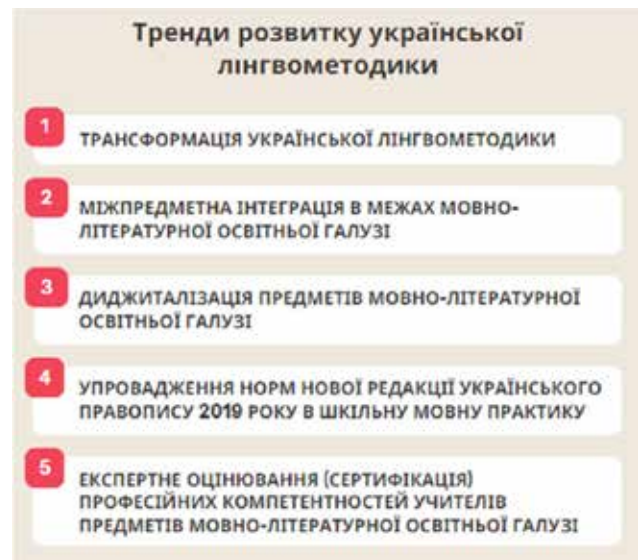 Тренди розвитку української
лінгвометодики
1
ТРАНСФОРМАЦІЯ УКРАЇНСЬКОЇ ЛІНГВОМЕТОДИКИ
2
МІЖПРЕДМЕТНА ІНТЕГРАЦІЯ В МЕЖАХ МОВНО-
ЛІТЕРАТУРНОЇ ОСВІТНЬОЇ ГАЛУЗІ
3
ДИДЖИТАЛІЗАЦІЯ ПРЕДМЕТІВ МОВНО-ЛІТЕРАТУРНОЇ
ОСВІТНЬОЇ ГАЛУЗІ
4
УПРОВАДЖЕННЯ НОРМ НОВОЇ РЕДАКЦІЇ УКРАЇНСЬКОГО
ПРАВОПИСУ 2019 РОКУ В ШКІЛЬНУ МОВНУ ПРАКТИКУ
5
ЕКСПЕРТНЕ ОЦІНЮВАННЯ (СЕРТИФІКАЦІЯ)
ПРОФЕСІЙНИХ КОМПЕТЕНТНОСТЕЙ УЧИТЕЛІВ
ПРЕДМЕТІВ МОВНО-ЛІТЕРАТУРНОЇ ОСВІТНЬОЇ ГАЛУЗІ